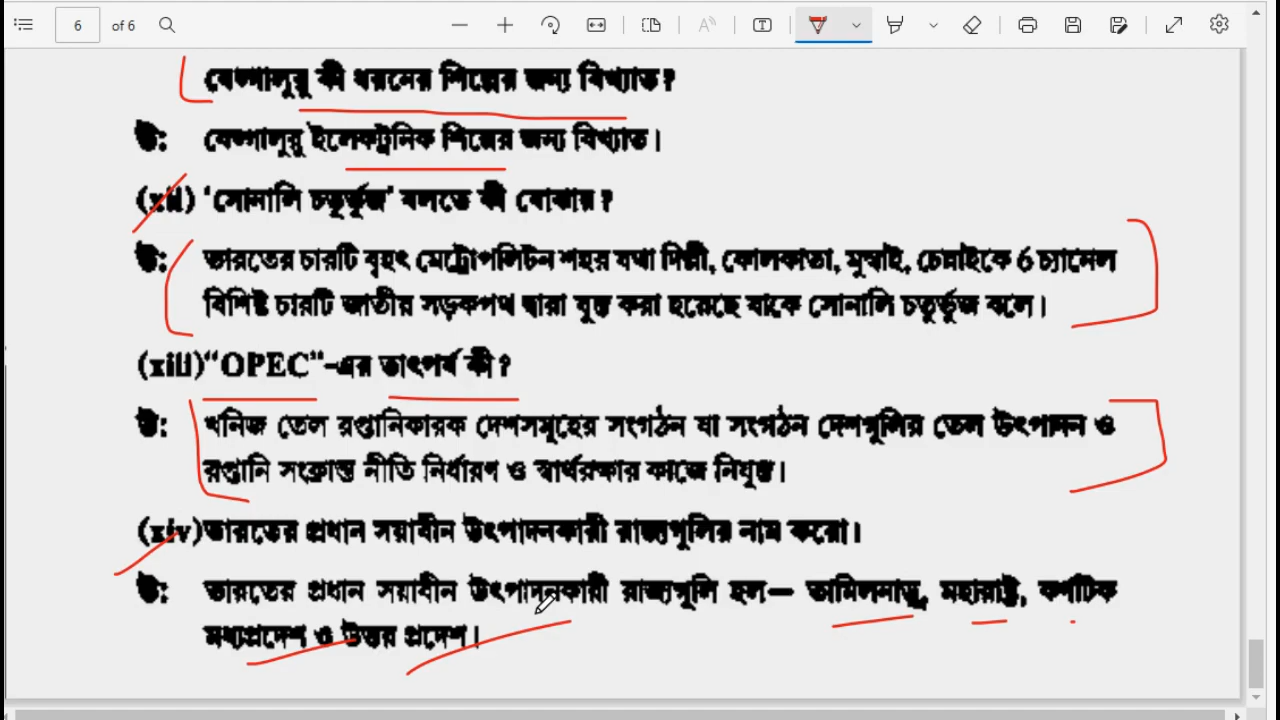 6 of 6
বেঙ্গালুরু কী ধরনের শিল্পের জন্য বিখ্যাত?
উ: বেঙ্গালুরু ইলেকট্রনিক শিল্পের জন্য বিখ্যাত।
(xii) ‘সোনালি চতুর্ভুজ’ বলতে কী বোঝায় ?
উ: ভারতের চারটি বৃহৎ মেট্রোপলিটন শহর যথা দিল্লী, কোলকাতা, মুম্বাই, চেন্নাইকে 6 চ্যানেল
বিশিষ্ট চারটি জাতীয় সড়কপথ দ্বারা যুক্ত করা হয়েছে যাকে সোনালি চতুর্ভুজ বলে।
(xiii) “OPEC”-এর তাৎপর্য কী ?
উ: খনিজ তেল রপ্তানিকারক দেশসমূহের সংগঠন যা সংগঠন দেশগুলির তেল উৎপাদন ও
রপ্তানি সংক্রান্ত নীতি নির্ধারণ ও স্বার্থরক্ষার কাজে নিযুক্ত।
(xiv) ভারতের প্রধান সয়াবীন উৎপাদনকারী রাজ্যগুলির নাম করো।
উ: ভারতের প্রধান সয়াবীন উৎপাদনকারী রাজ্যগুলি হল— তামিলনাড়ু, মহারাষ্ট্র, কর্ণাটক
মধ্যপ্রদেশ ও উত্তর প্রদেশ।